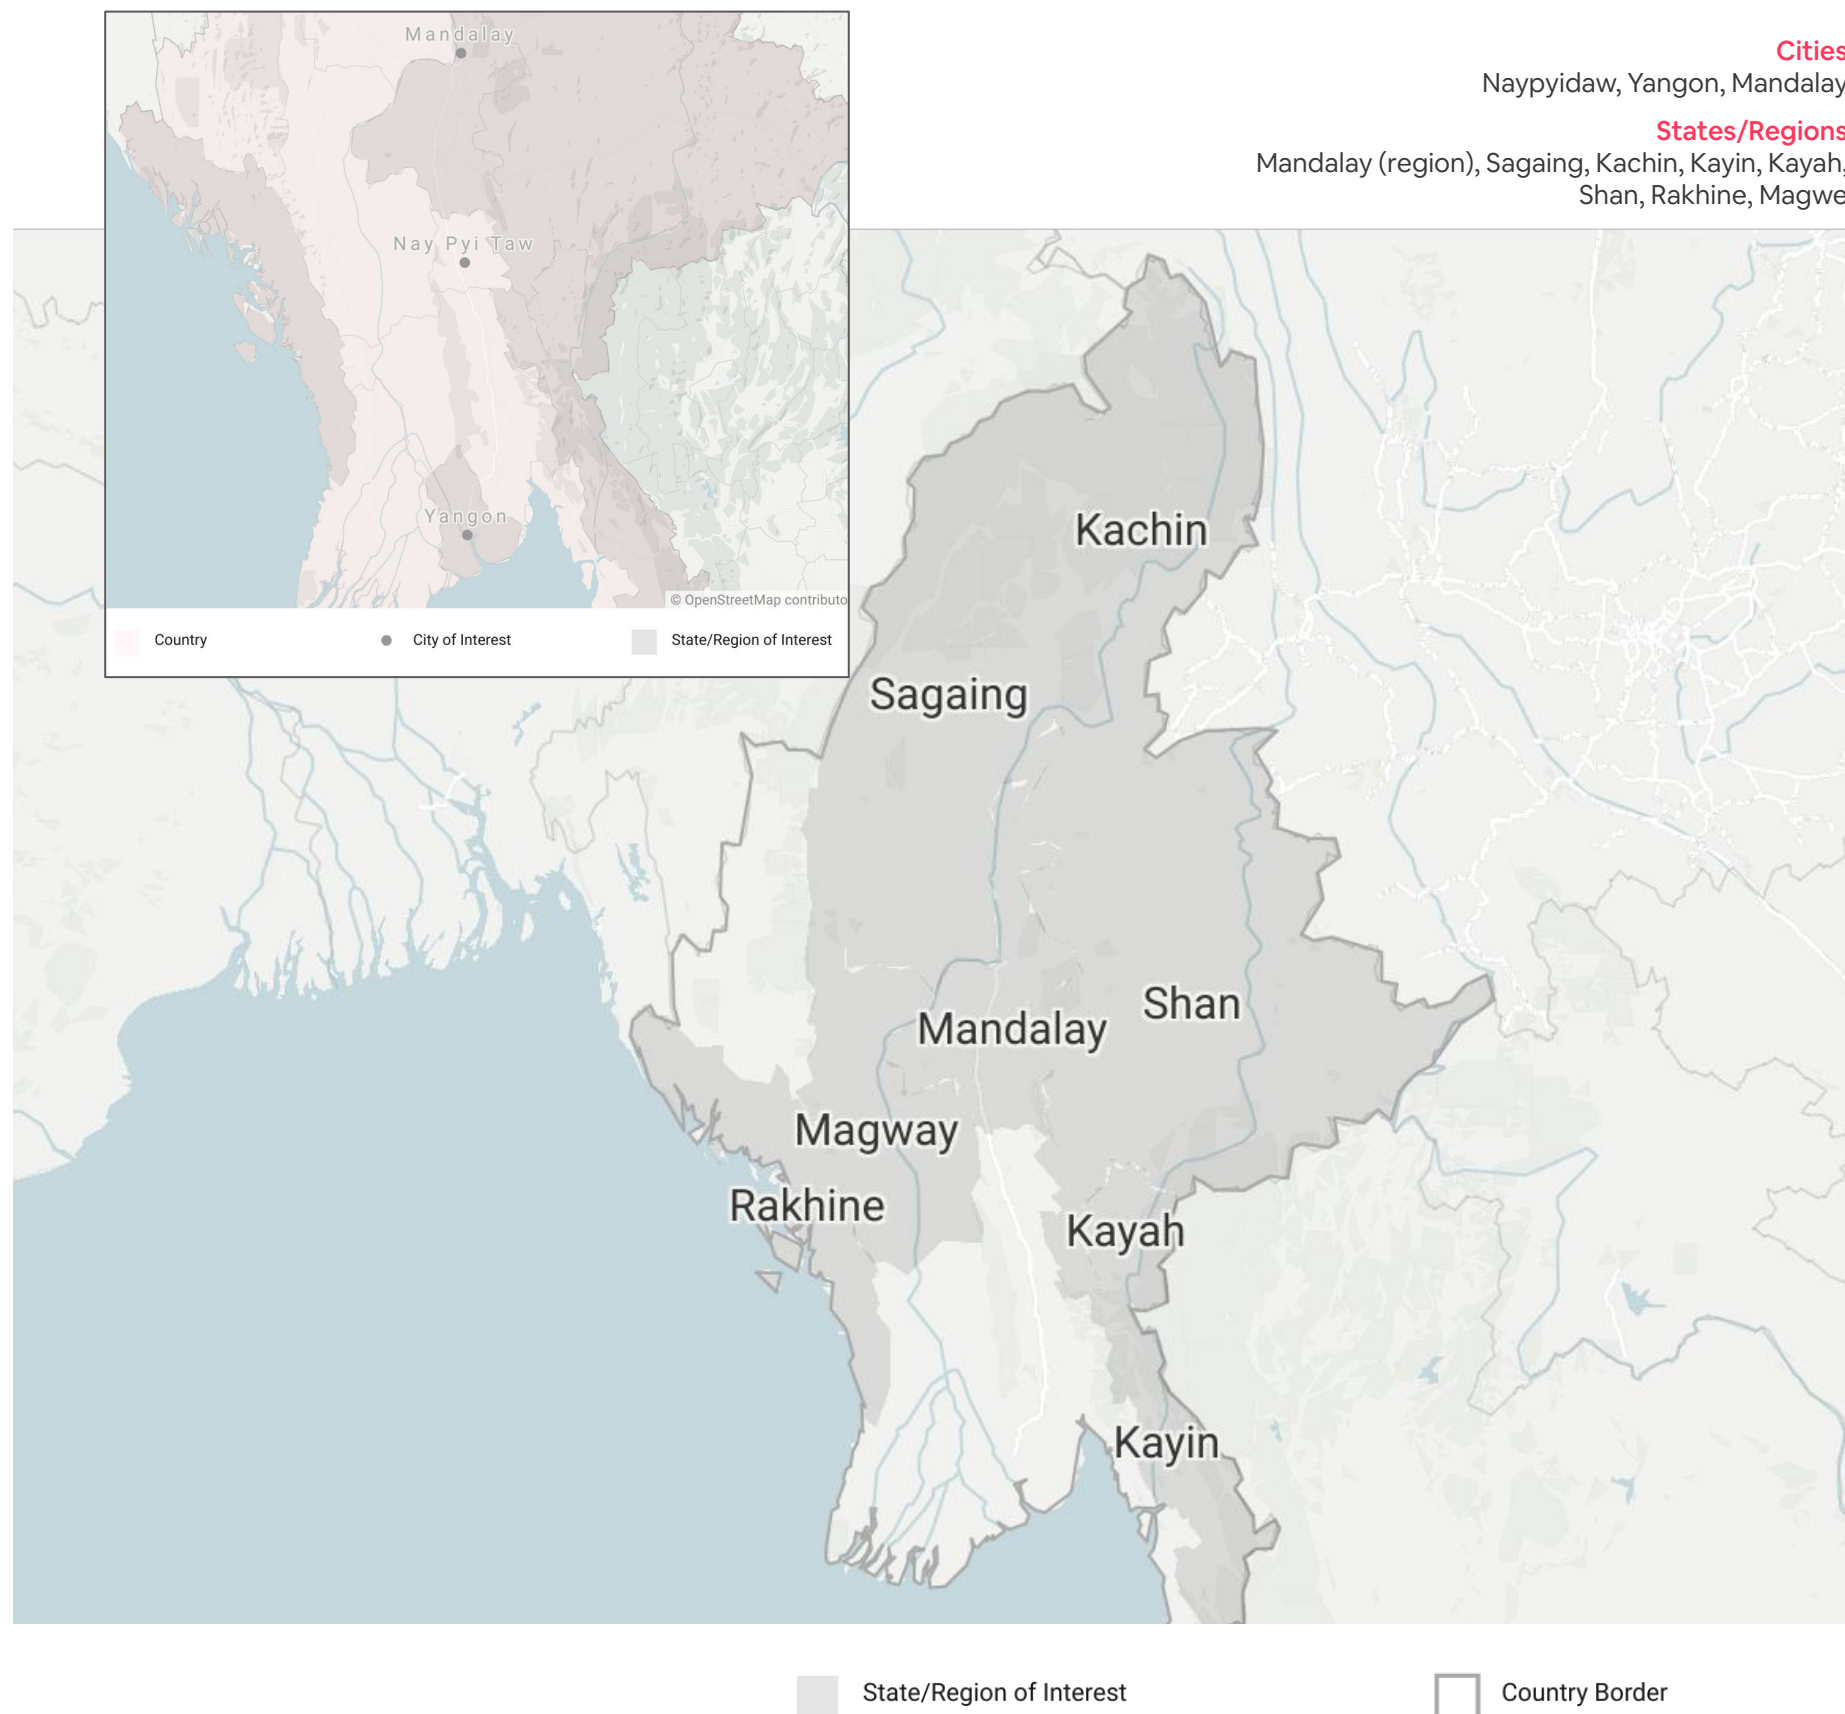 Cities
Naypyidaw, Yangon, Mandalay
States/Regions
Mandalay (region), Sagaing, Kachin, Kayin, Kayah,
Shan, Rakhine, Magwe
Mandalay
Nay Pyi Taw
Yangon
© OpenStreetMap contributo
Country
City of Interest
State/Region of Interest
Kachin
Sagaing
Shan
Mandalay
Magway
Rakhine
Kayah
Kayin
State/Region of Interest
Country Border